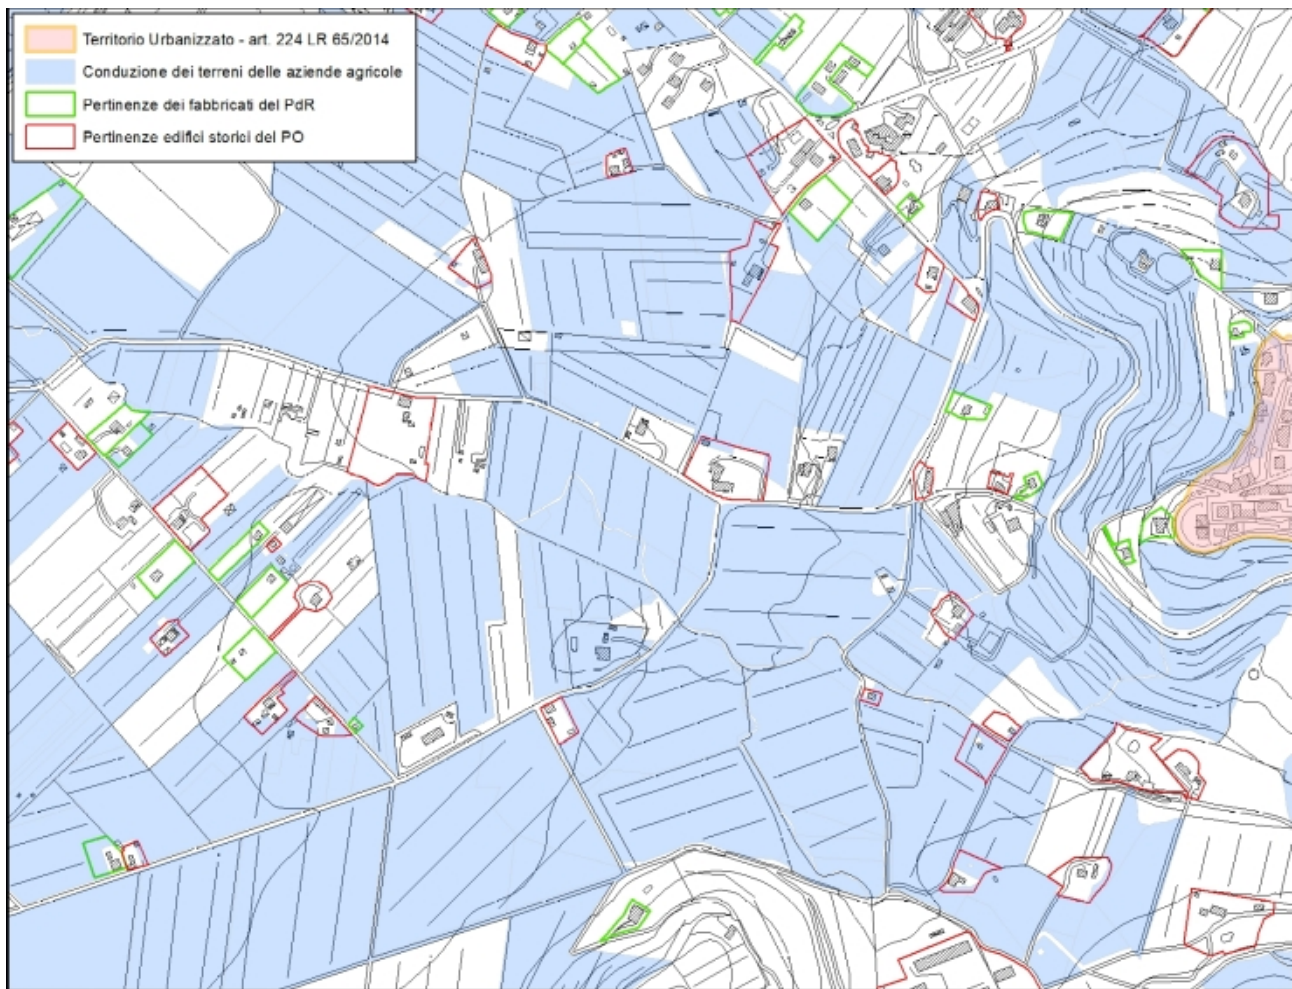 Territorio Urbanizzato - art. 224 LR 65/2014
Conduzione dei terreni delle aziende agricole
Pertinenze dei fabbricati del PdR
Pertinenze edifici storici del PO